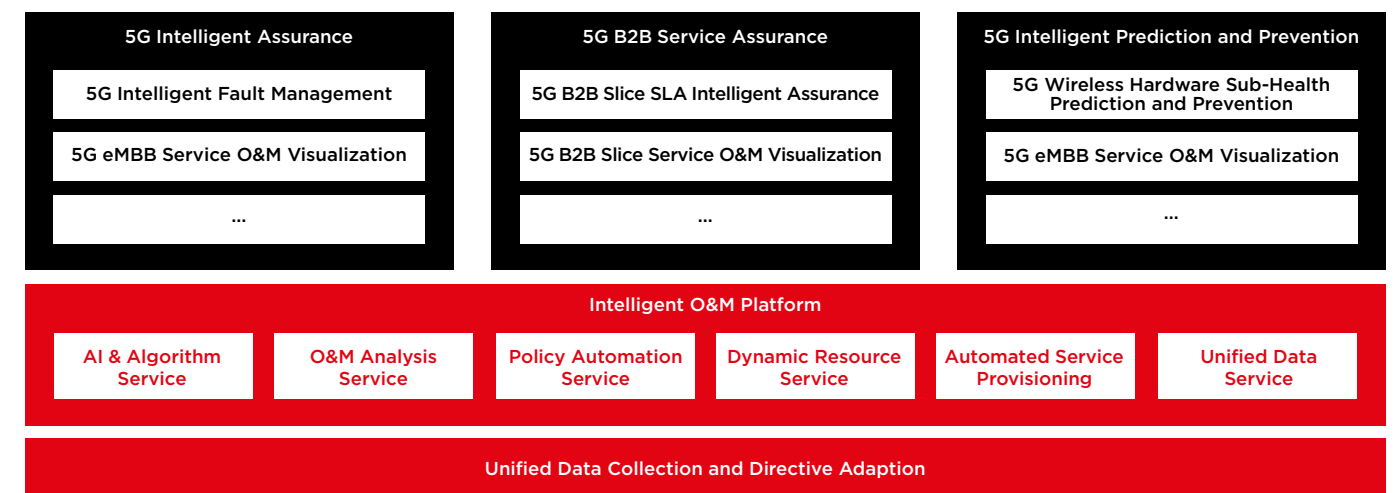 5G Intelligent Assurance
5G Intelligent Fault Management
5G eMBB Service O&M Visualization
...
5G B2B Service Assurance
5G B2B Slice SLA Intelligent Assurance
5G B2B Slice Service O&M Visualization
...
5G Intelligent Prediction and Prevention
5G Wireless Hardware Sub-Health
Prediction and Prevention
5G eMBB Service O&M Visualization
...
Intelligent O&M Platform
AI & Algorithm
Service
O&M Analysis
Service
Policy Automation
Service
Dynamic Resource
Service
Automated Service
Provisioning
Unified Data
Service
Unified Data Collection and Directive Adaption